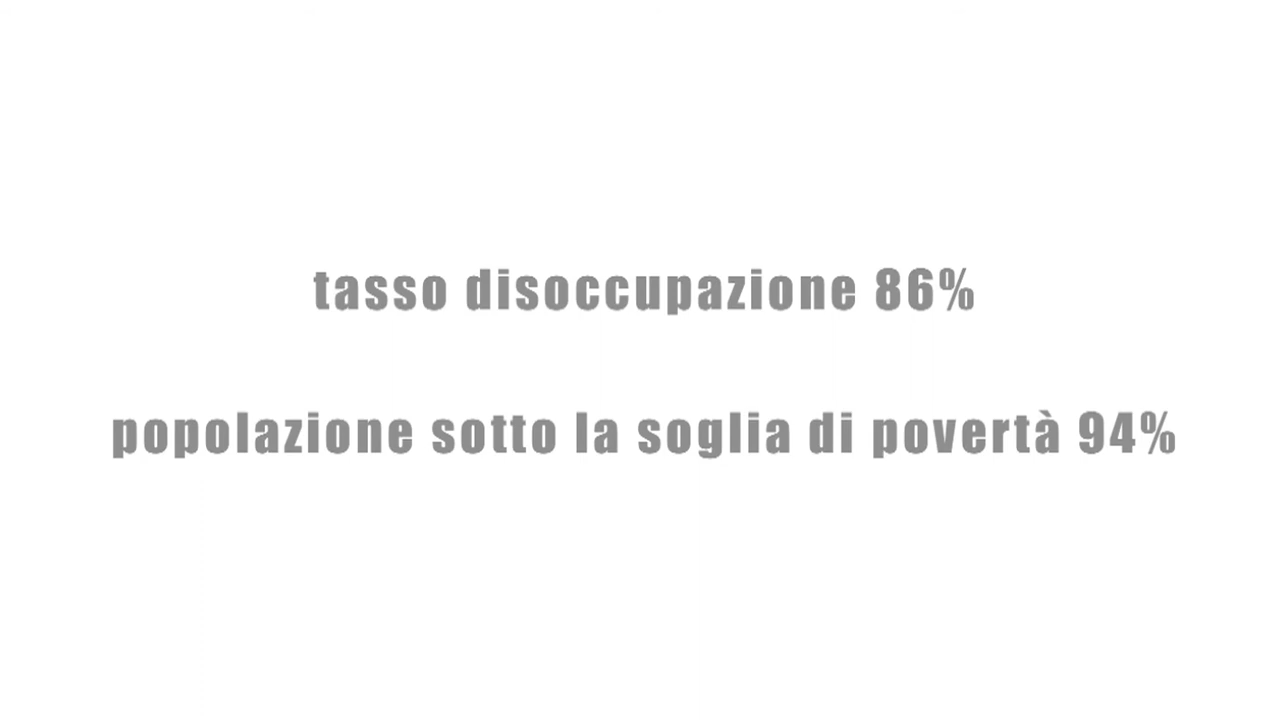 tasso disoccupazione 86%
popolazione sotto la soglia di povertà 94%